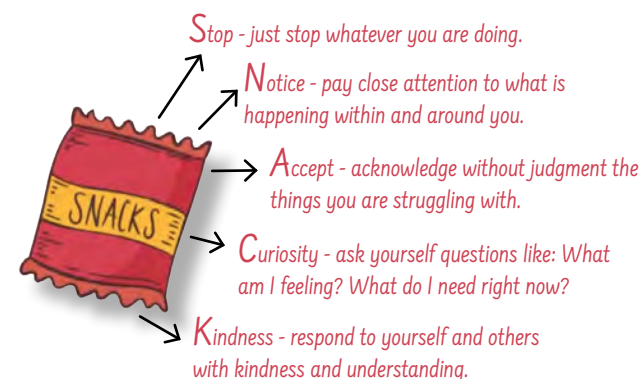 Stop - just stop whatever you are doing.
Notice - pay close attention to what is
happening within and around you.
Accept - acknowledge without judgment the
things you are struggling with.
SNACKS
Curiosity - ask yourself questions like: What
am I feeling? What do I need right now?
Kindness - respond to yourself and others
with kindness and understanding.